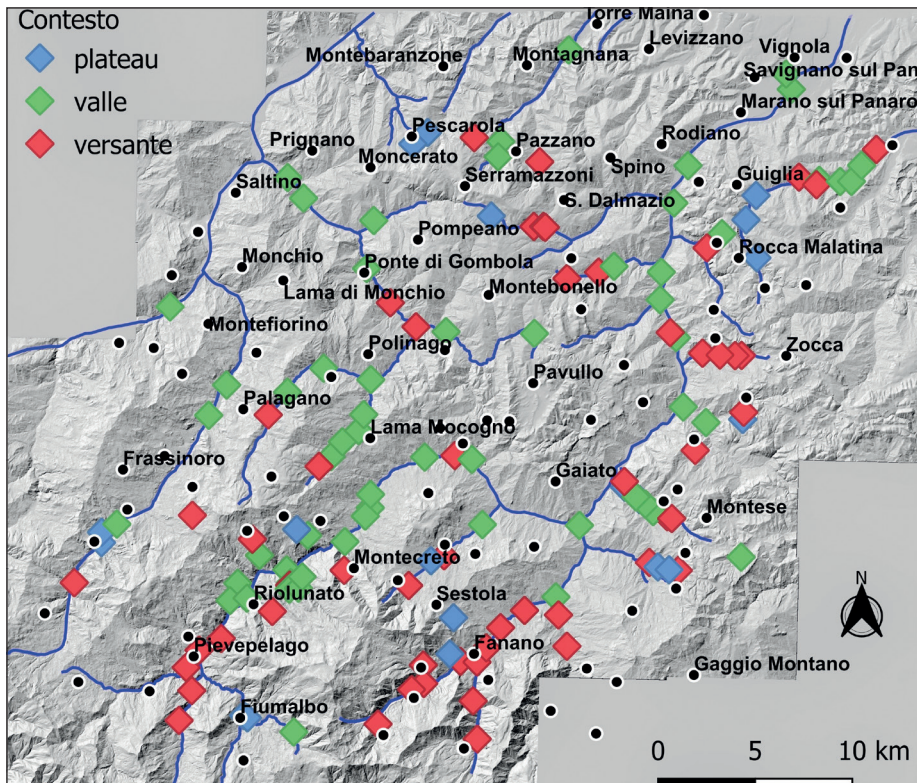 Contesto
plateau
valle
versante
Torre Maina
Levizzano
Vignola
Montebaranzone
Montagnana
Savignano sul Pan
Marano sul Panaro
Pescarola
Prignano
Pazzano
Rodiano
Moncerato
Spino
Serramazzoni
Guiglia
Saltino
S. Dalmazio
Pompeano
Rocca Malatina
Monchio
Ponte di Gombola
Lama di Monchio
Montebonello
Montefiorino
Polinago
Zocca
Pavullo
Palagano
Lama Mocogno
Frassinoro
Gaiato
Montese
Montecreto
N
Riolunato
Sestola
Pievepelago
Fanano
Gaggio Montano
Fiumalbo
0 5 10 km